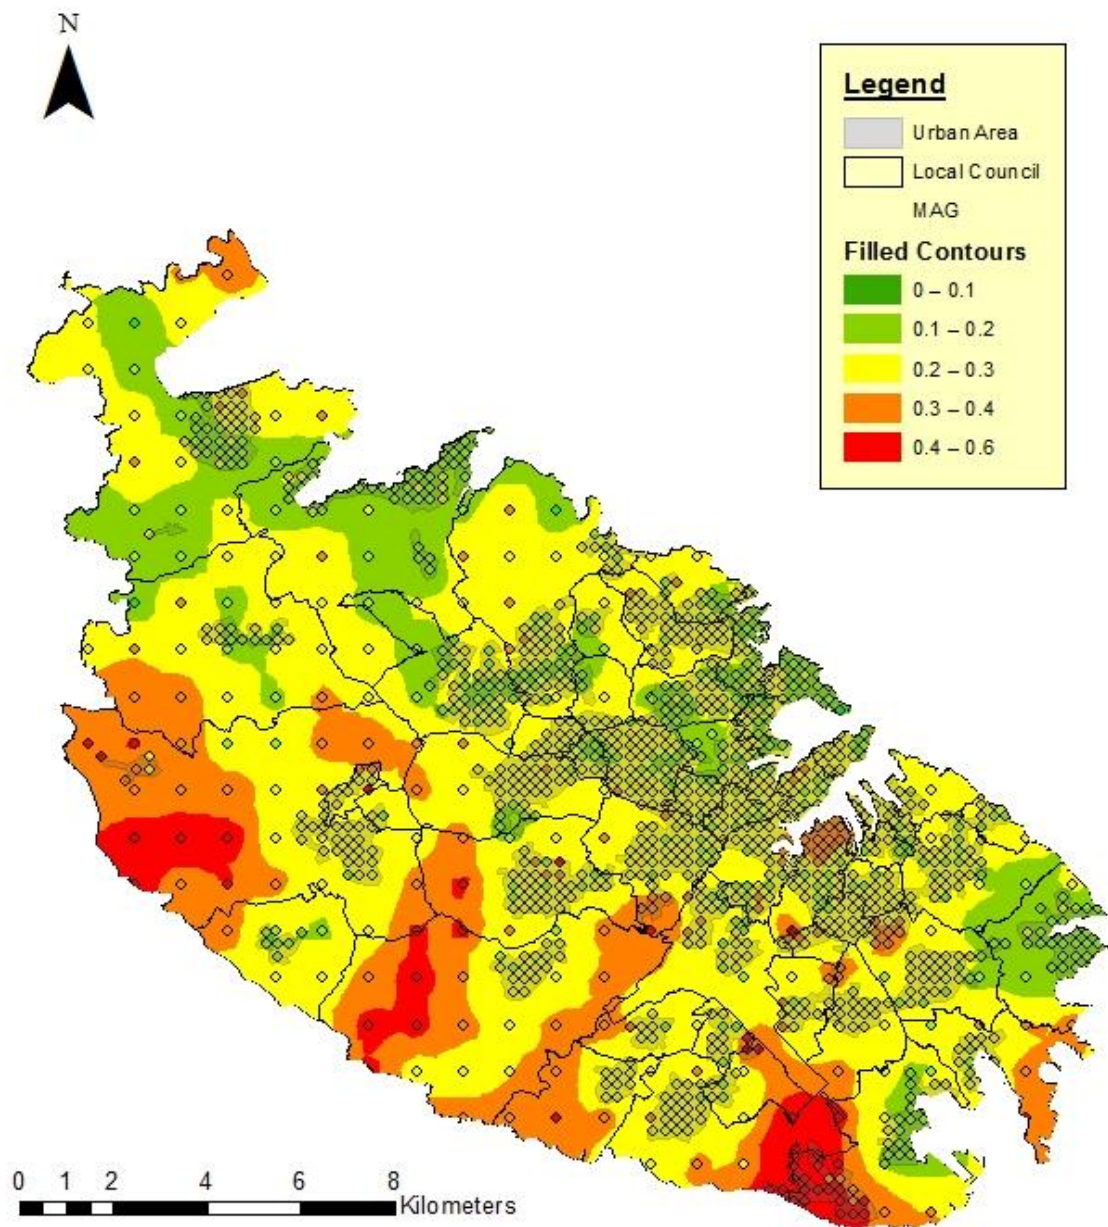 N
Legend
Urban Area
Local Council
MAG
Filled Contours
0 – 0.1
0.1 – 0.2
0.2 – 0.3
0.3 – 0.4
0.4 – 0.6
0 1 2 4 6 8
Kilometers